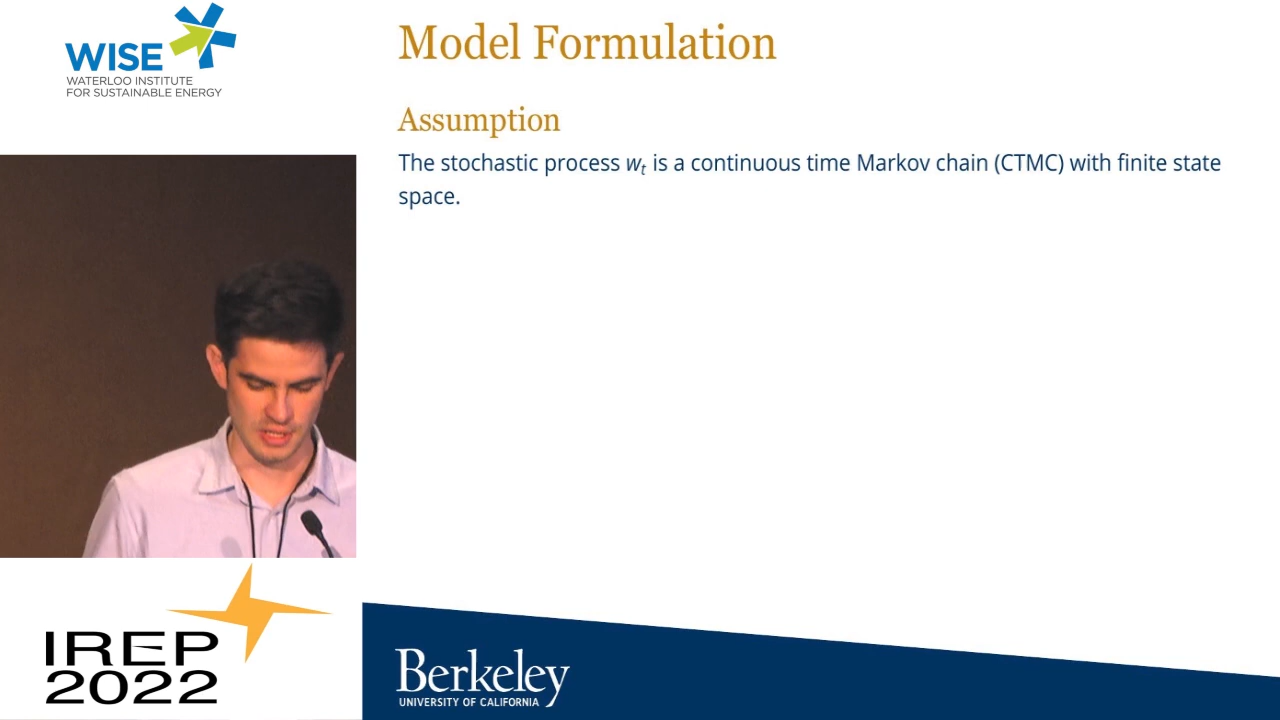 WISE
WATERLOO INSTITUTE
FOR SUSTAINABLE ENERGY
Model Formulation
Assumption
The stochastic process wₜ is a continuous time Markov chain (CTMC) with finite state
space.
IREP
2022
Berkeley
UNIVERSITY OF CALIFORNIA